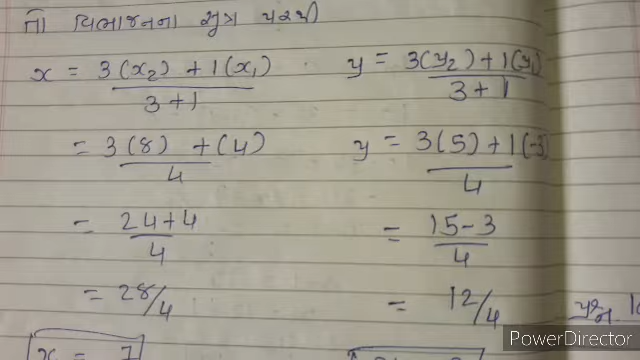 તો વિભાજનના સૂત્ર પરથી
x = 3(x₂) + 1(x₁) / 3+1
y = 3(y₂) + 1(y₁) / 3+1
= 3(8) + (4) / 4
y = 3(5) + 1(-3) / 4
= 24+4 / 4
= 15-3 / 4
= 28/4
= 12/4
x = 7
PowerDirector